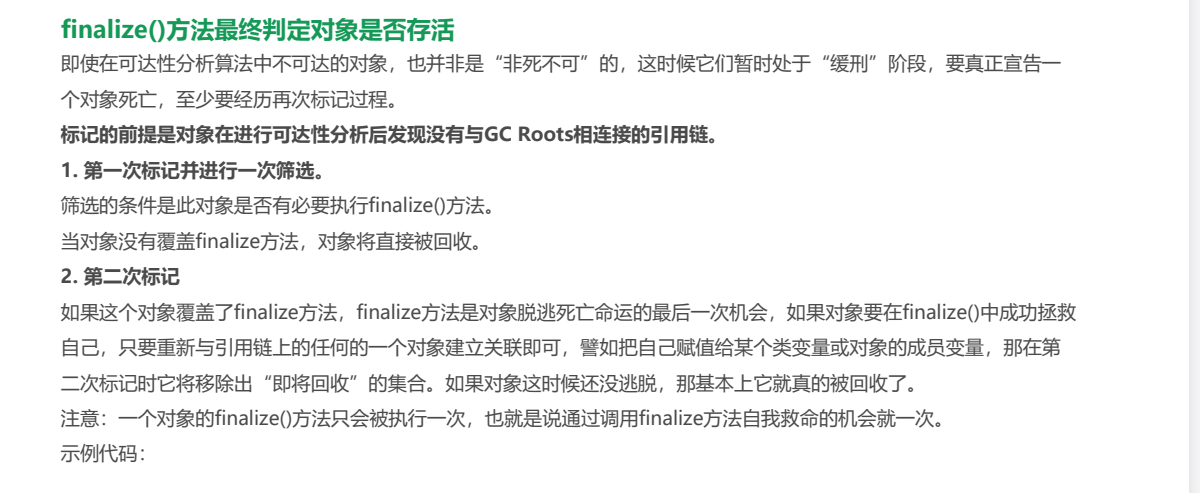 finalize()方法最终判定对象是否存活
即使在可达性分析算法中不可达的对象，也并非是“非死不可”的，这时候它们暂时处于“缓刑”阶段，要真正宣告一
个对象死亡，至少要经历再次标记过程。
标记的前提是对象在进行可达性分析后发现没有与GC Roots相连接的引用链。
1. 第一次标记并进行一次筛选。
筛选的条件是此对象是否有必要执行finalize()方法。
当对象没有覆盖finalize方法，对象将直接被回收。
2. 第二次标记
如果这个对象覆盖了finalize方法，finalize方法是对象脱逃死亡命运的最后一次机会，如果对象要在finalize()中成功拯救
自己，只要重新与引用链上的任何的一个对象建立关联即可，譬如把自己赋值给某个类变量或对象的成员变量，那在第
二次标记时它将移除出“即将回收”的集合。如果对象这时候还没逃脱，那基本上它就真的被回收了。
注意：一个对象的finalize()方法只会被执行一次，也就是说通过调用finalize方法自我救命的机会就一次。
示例代码：